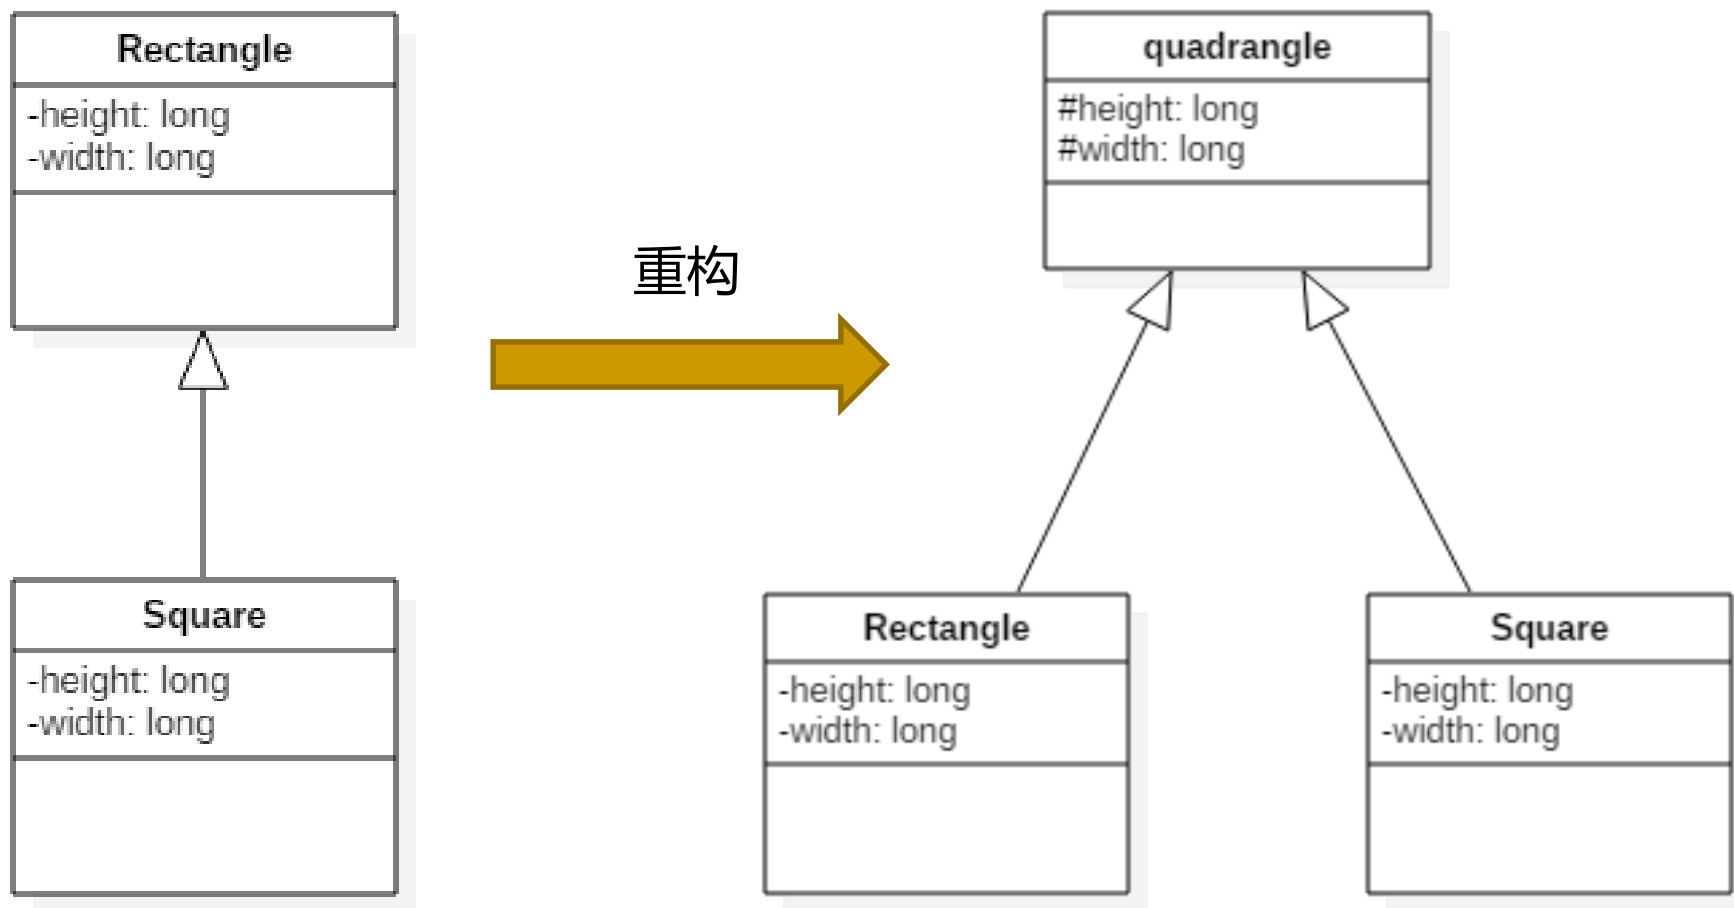 Rectangle
-height: long
-width: long
Square
-height: long
-width: long
重构
quadrangle
#height: long
#width: long
Rectangle
-height: long
-width: long
Square
-height: long
-width: long